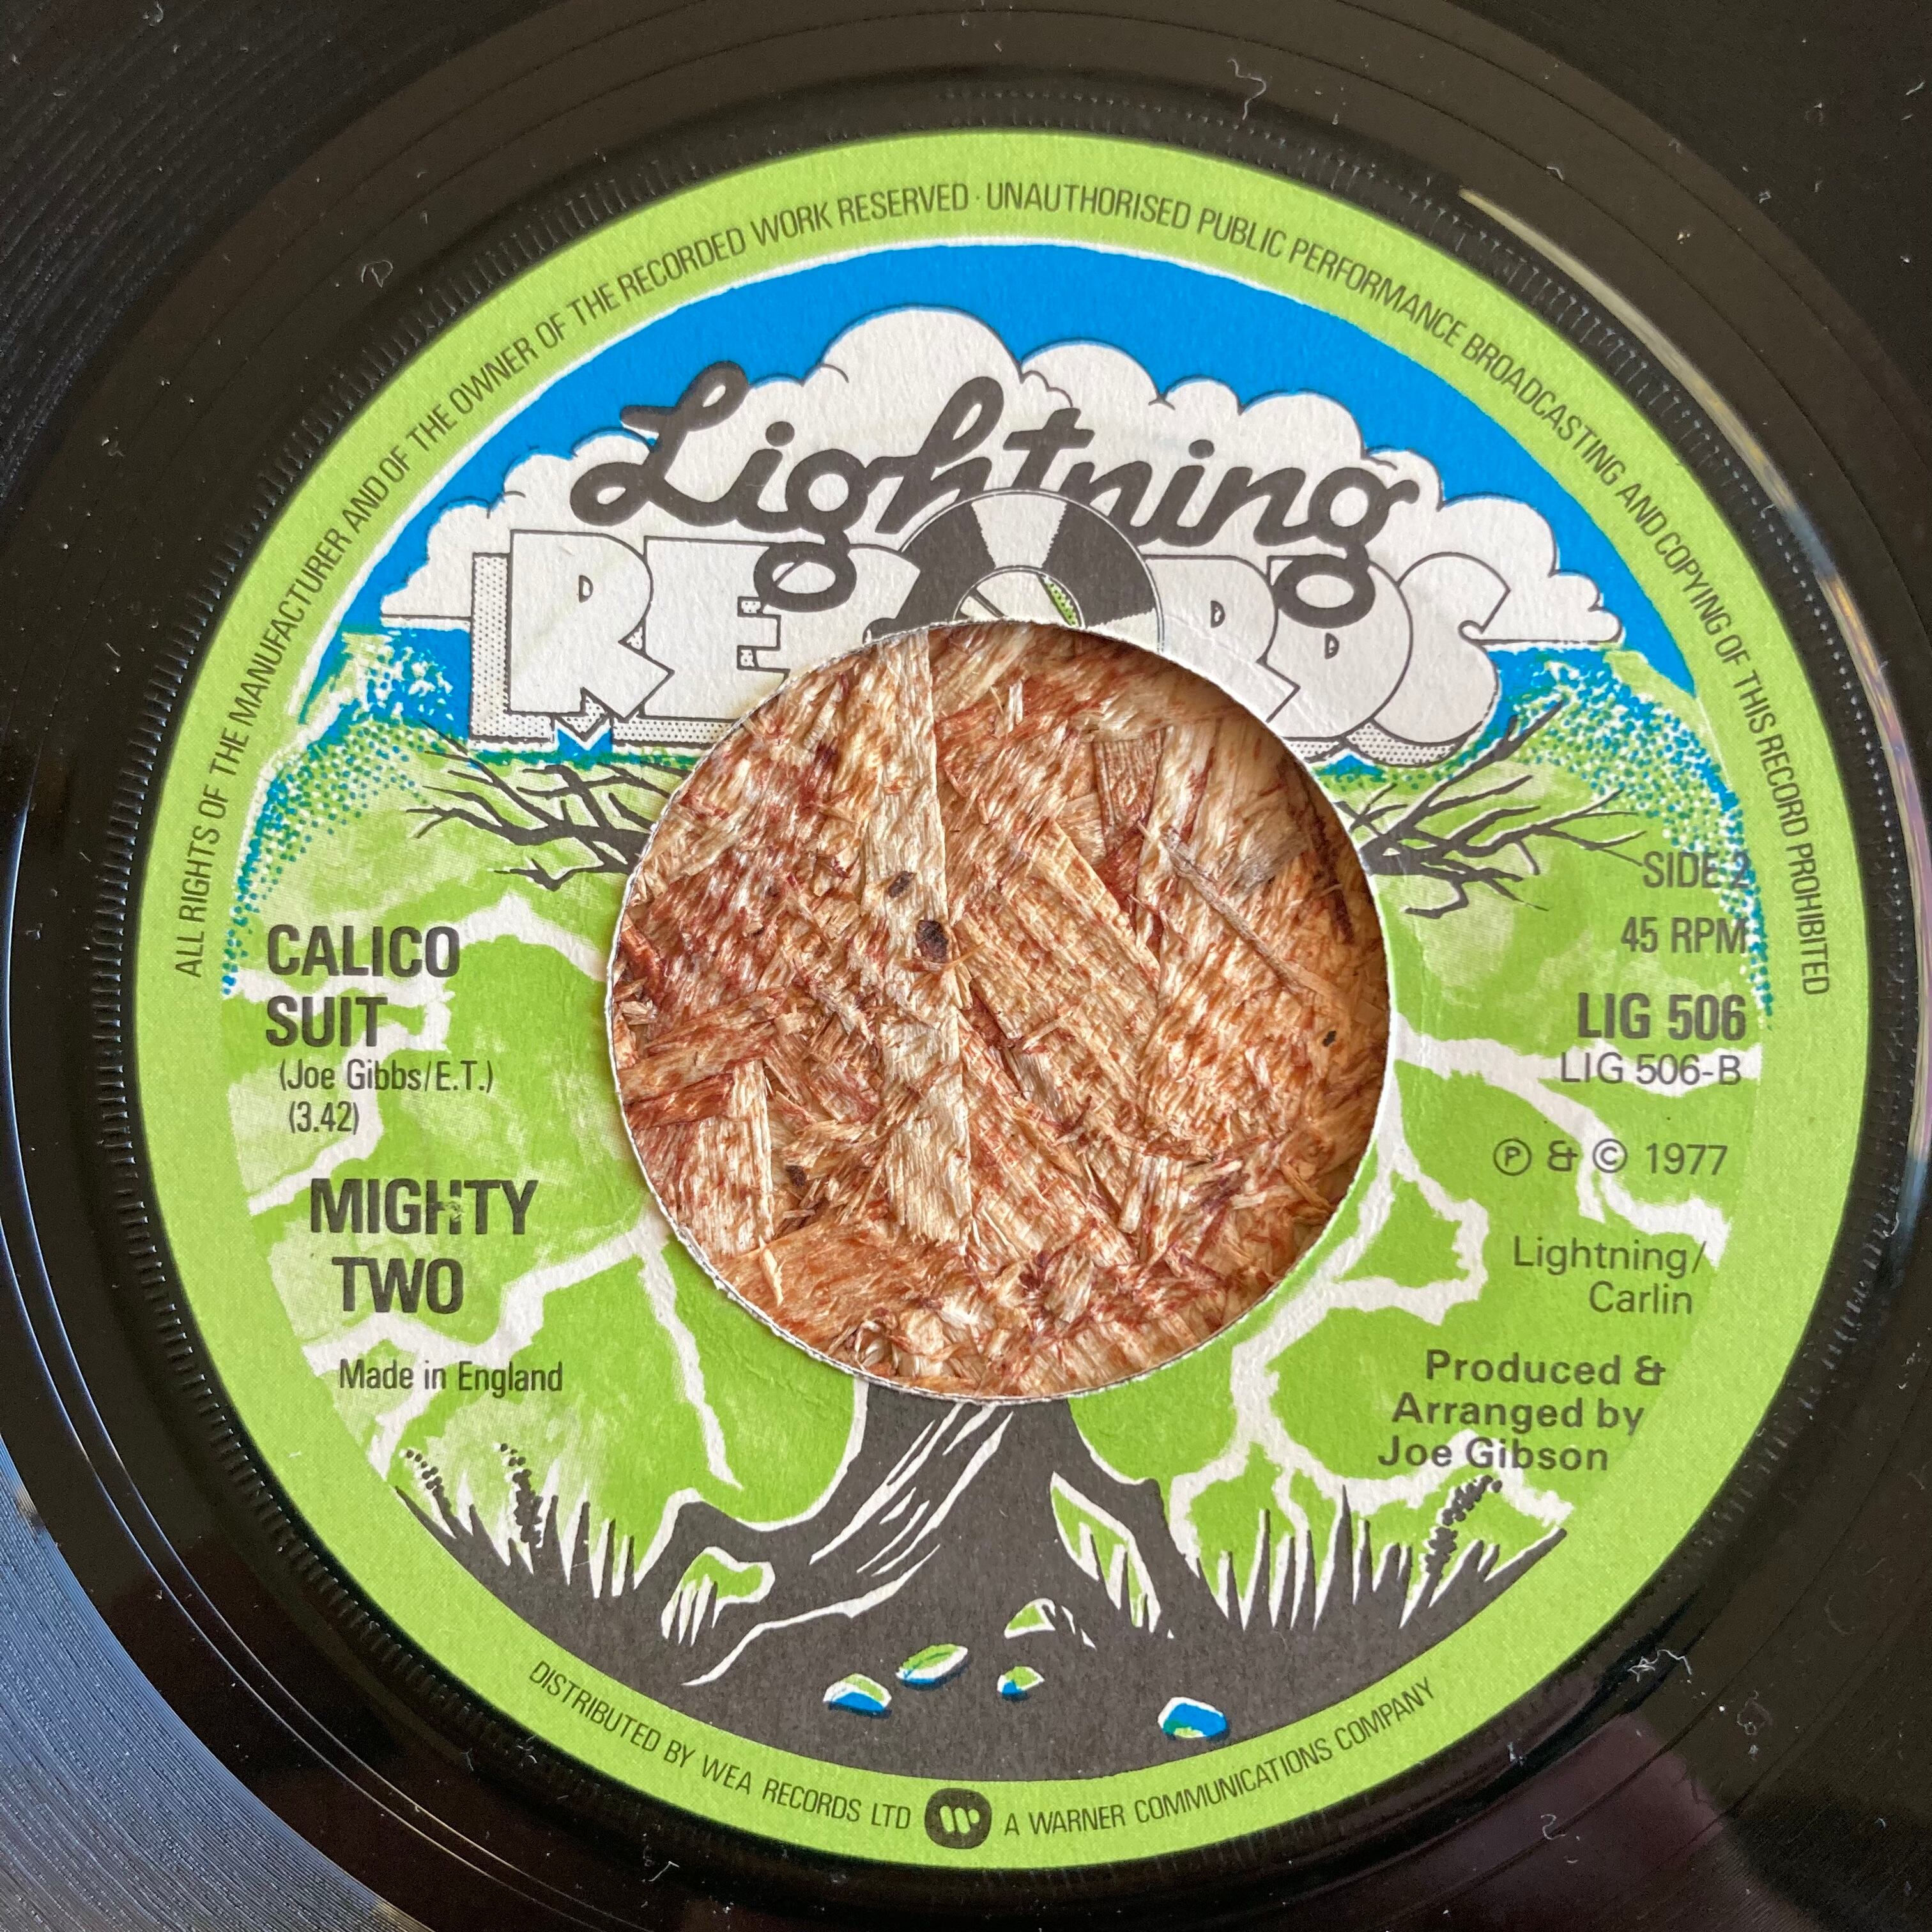 ALL RIGHTS OF THE MANUFACTURER AND OF THE OWNER OF THE RECORDED WORK RESERVED · UNAUTHORISED PUBLIC PERFORMANCE BROADCASTING AND COPYING OF THIS RECORD PROHIBITED
Lightning
RECORDS
SIDE 2
45 RPM
LIG 506
LIG 506-B
℗ & © 1977
Lightning/
Carlin
Produced &
Arranged by
Joe Gibson
CALICO
SUIT
(Joe Gibbs/E.T.)
(3.42)
MIGHTY
TWO
Made in England
DISTRIBUTED BY WEA RECORDS LTD A WARNER COMMUNICATIONS COMPANY